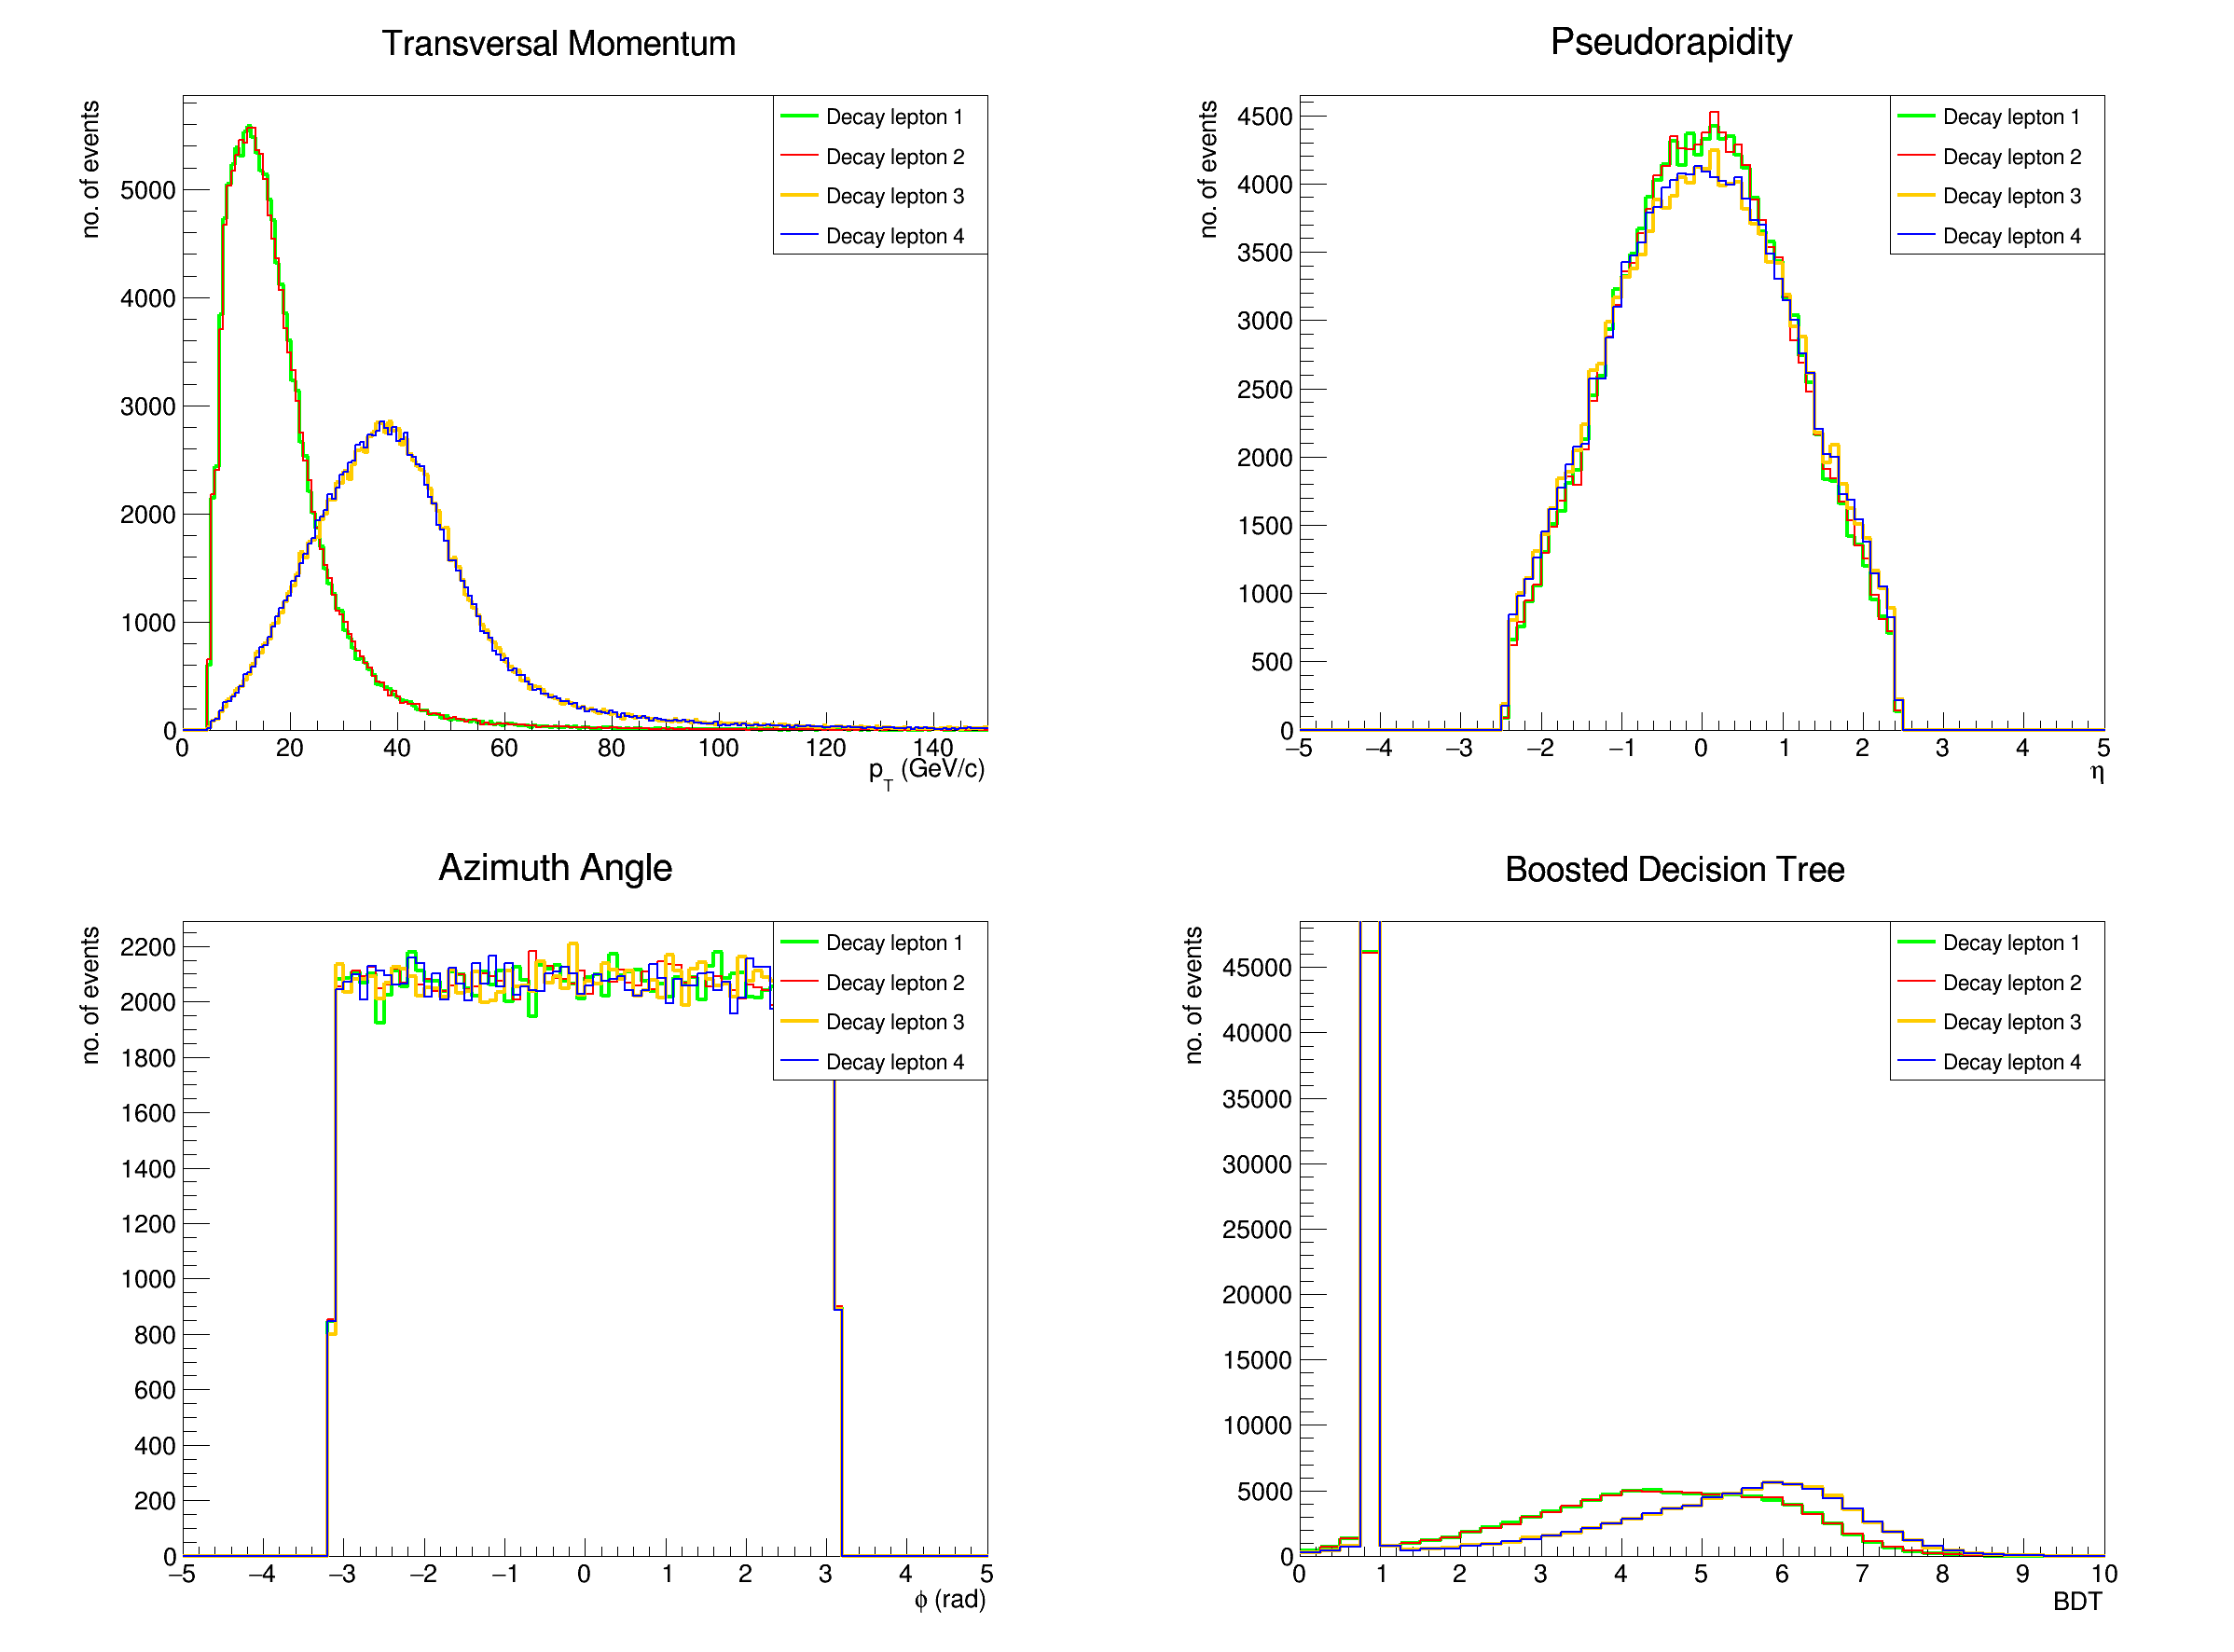 Transversal Momentum
no. of events
Decay lepton 1
Decay lepton 2
Decay lepton 3
Decay lepton 4
5000
4000
3000
2000
1000
0
0 20 40 60 80 100 120 140
p_T (GeV/c)
Pseudorapidity
no. of events
Decay lepton 1
Decay lepton 2
Decay lepton 3
Decay lepton 4
4500
4000
3500
3000
2500
2000
1500
1000
500
0
−5 −4 −3 −2 −1 0 1 2 3 4 5
η
Azimuth Angle
no. of events
Decay lepton 1
Decay lepton 2
Decay lepton 3
Decay lepton 4
2200
2000
1800
1600
1400
1200
1000
800
600
400
200
0
−5 −4 −3 −2 −1 0 1 2 3 4 5
ϕ (rad)
Boosted Decision Tree
no. of events
Decay lepton 1
Decay lepton 2
Decay lepton 3
Decay lepton 4
45000
40000
35000
30000
25000
20000
15000
10000
5000
0
0 1 2 3 4 5 6 7 8 9 10
BDT